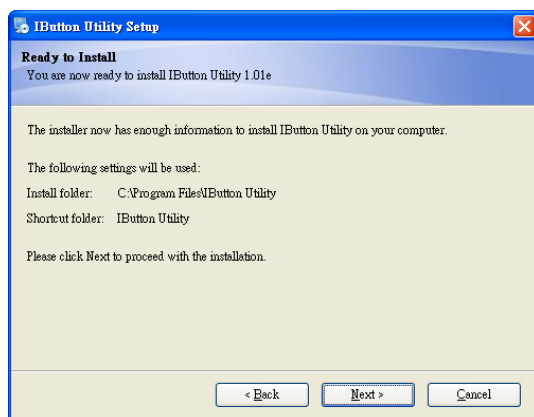 IButton Utility Setup
Ready to Install
You are now ready to install IButton Utility 1.01e
The installer now has enough information to install IButton Utility on your computer.
The following settings will be used:
Install folder: C:\Program Files\IButton Utility
Shortcut folder: IButton Utility
Please click Next to proceed with the installation.
< Back
Next >
Cancel